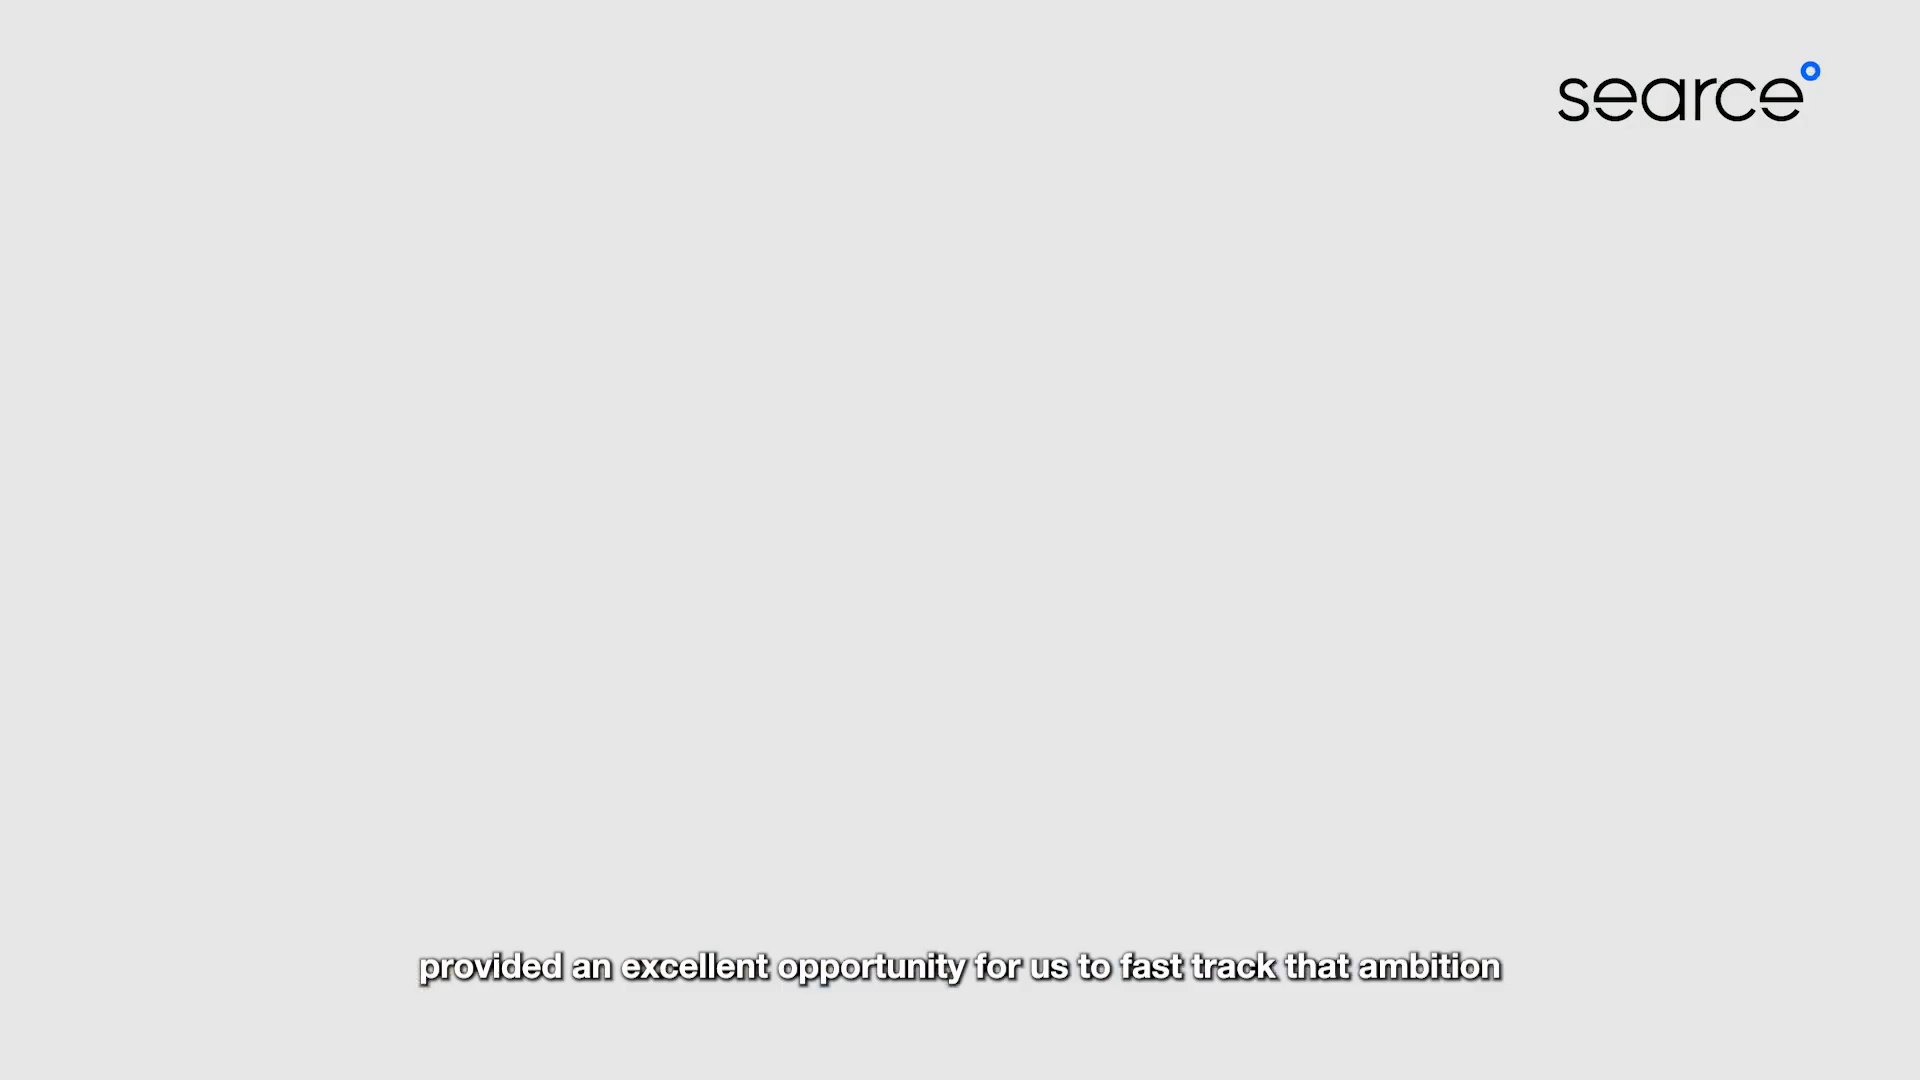 searce
provided an excellent opportunity for us to fast track that ambition